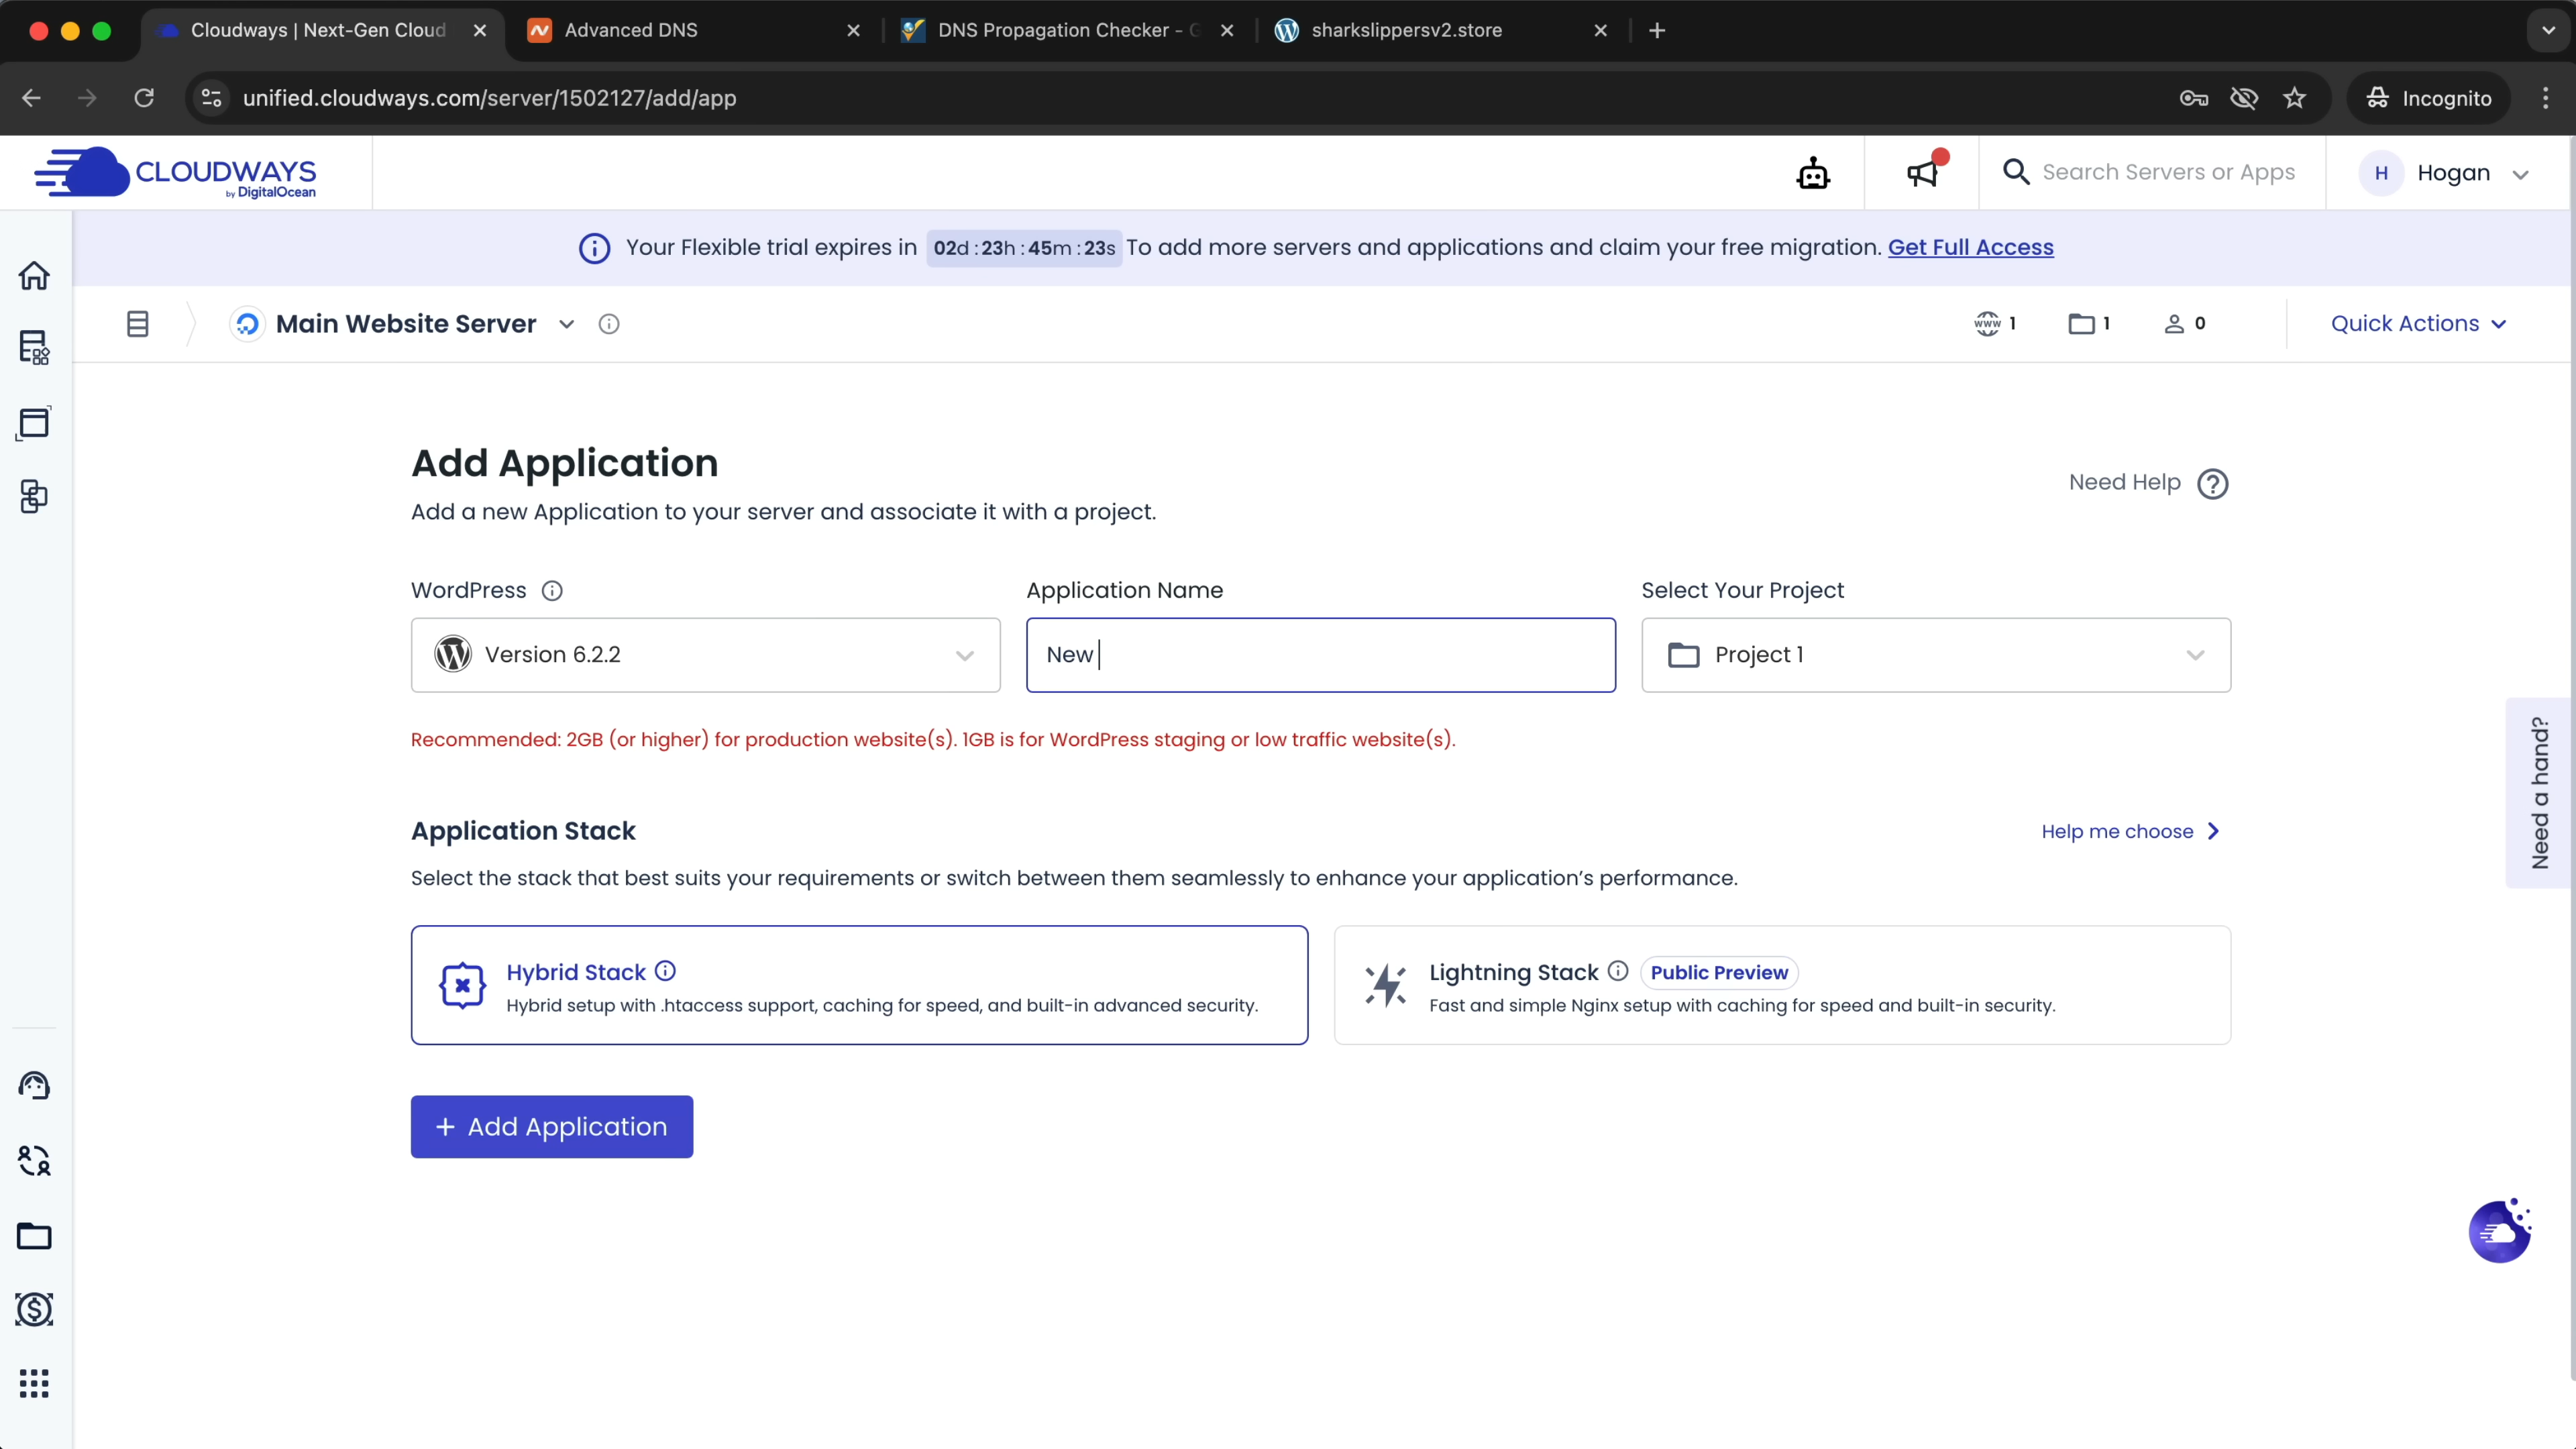 Cloudways | Next-Gen Cloud
Advanced DNS
DNS Propagation Checker - G
sharkslippersv2.store
unified.cloudways.com/server/1502127/add/app
Incognito
CLOUDWAYS
by DigitalOcean
Search Servers or Apps
H
Hogan
Your Flexible trial expires in 02d : 23h : 45m : 23s To add more servers and applications and claim your free migration. Get Full Access
Main Website Server
www 1
1
0
Quick Actions
Add Application
Add a new Application to your server and associate it with a project.
Need Help
WordPress
Application Name
Select Your Project
Version 6.2.2
New
Project 1
Recommended: 2GB (or higher) for production website(s). 1GB is for WordPress staging or low traffic website(s).
Need a hand?
Application Stack
Help me choose
Select the stack that best suits your requirements or switch between them seamlessly to enhance your application's performance.
Hybrid Stack
Hybrid setup with .htaccess support, caching for speed, and built-in advanced security.
Lightning Stack
Public Preview
Fast and simple Nginx setup with caching for speed and built-in security.
+ Add Application